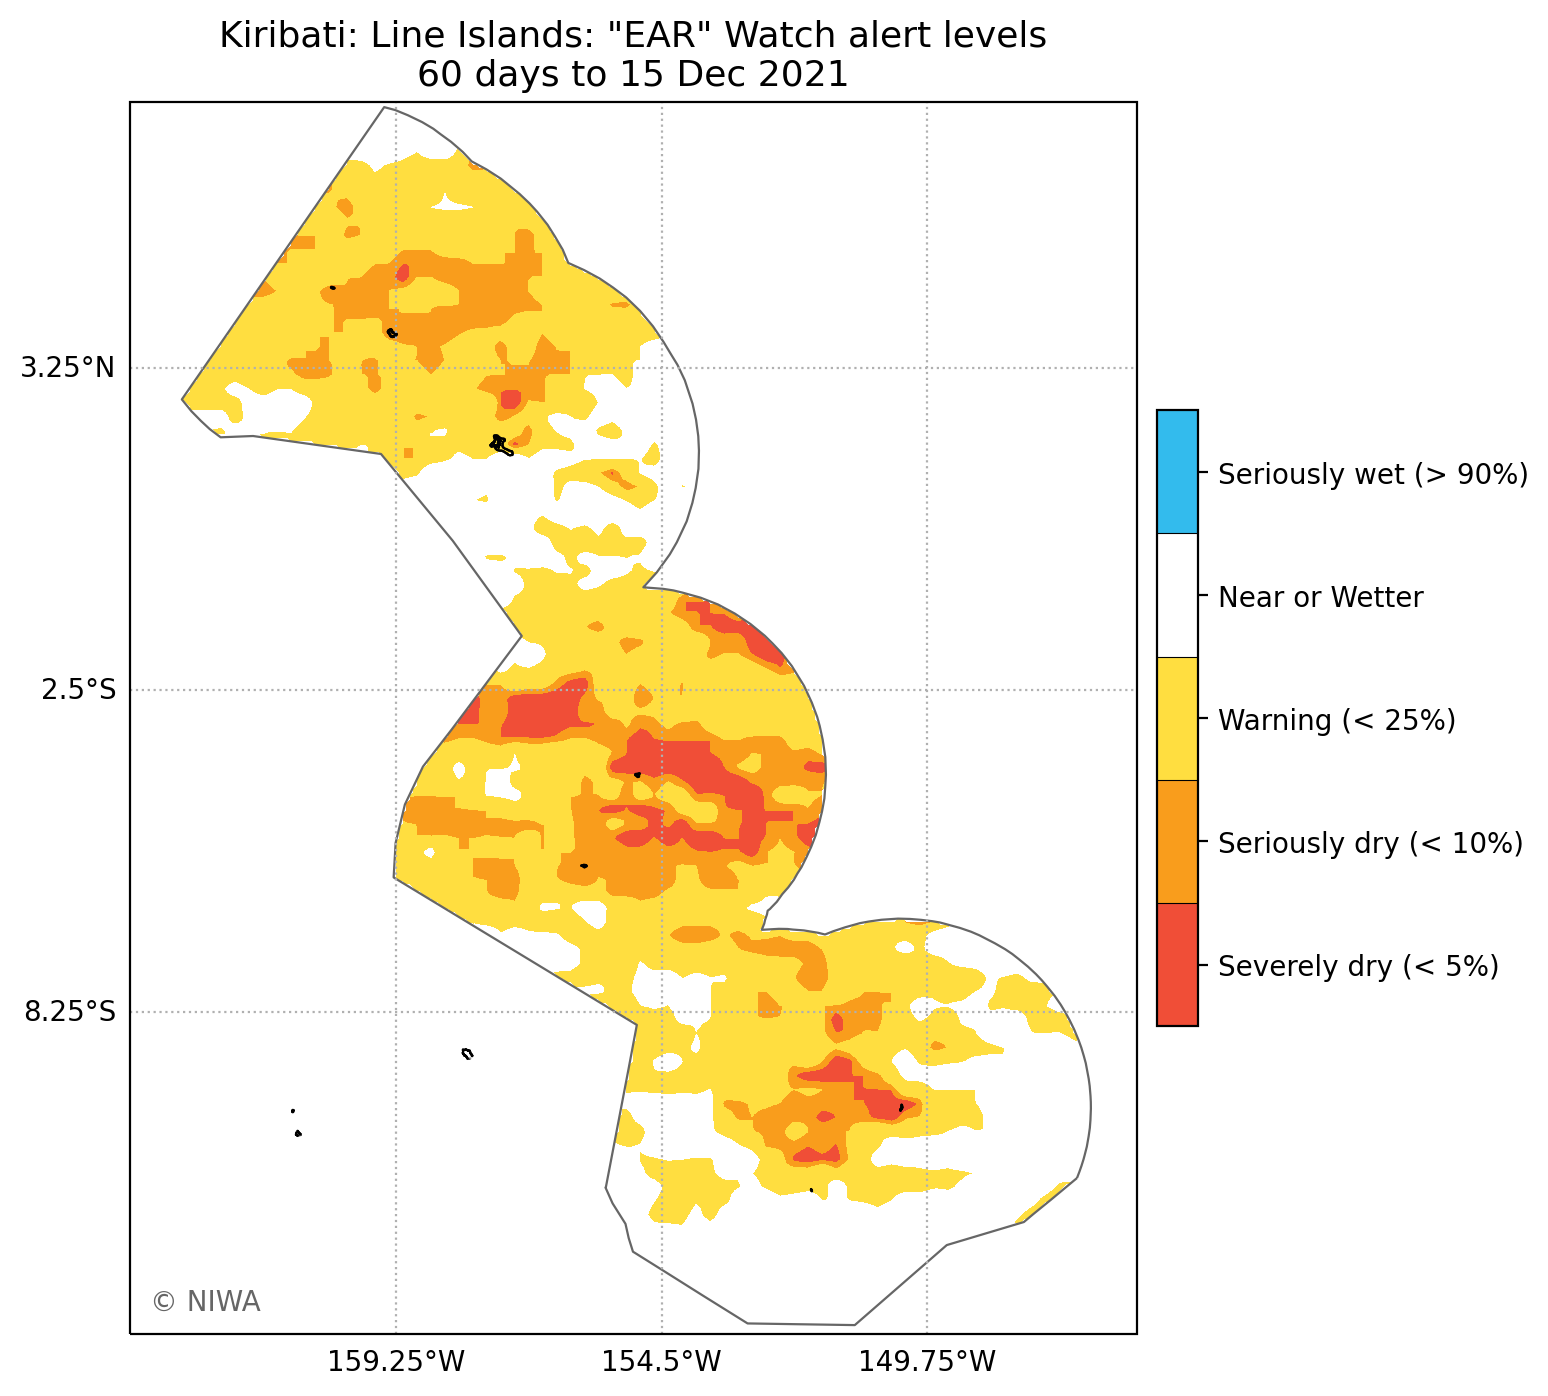 Kiribati: Line Islands: "EAR" Watch alert levels
60 days to 15 Dec 2021
3.25°N
2.5°S
8.25°S
159.25°W
154.5°W
149.75°W
Seriously wet (> 90%)
Near or Wetter
Warning (< 25%)
Seriously dry (< 10%)
Severely dry (< 5%)
© NIWA